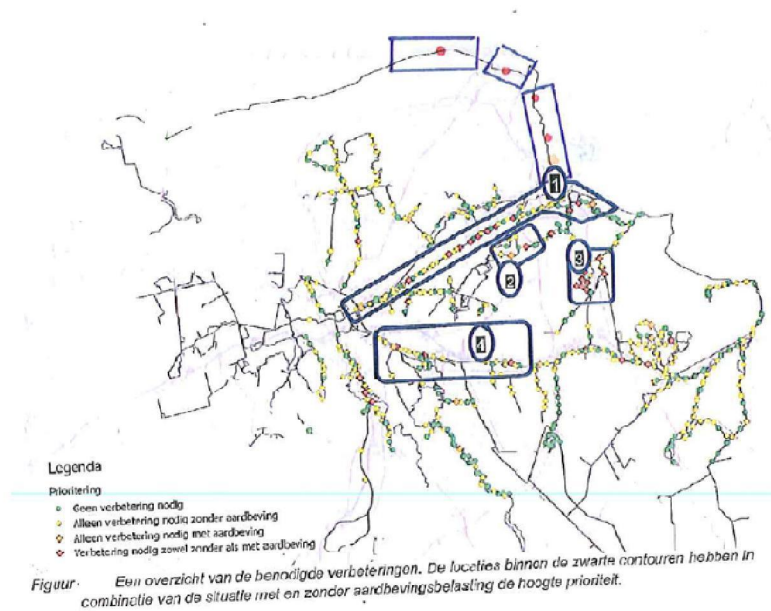 1
2
3
4
Legenda
Prioritering
Geen verbetering nodig
Alleen verbetering nodig zonder aardbeving
Alleen verbetering nodig met aardbeving
Verbetering nodig zowel zonder als met aardbeving
Figuur· Een overzicht van de benodigde verbeteringen. De locaties binnen de zwarte contouren hebben in
combinatie van de situatie met en zonder aardbevingsbelasting de hoogte prioriteit.